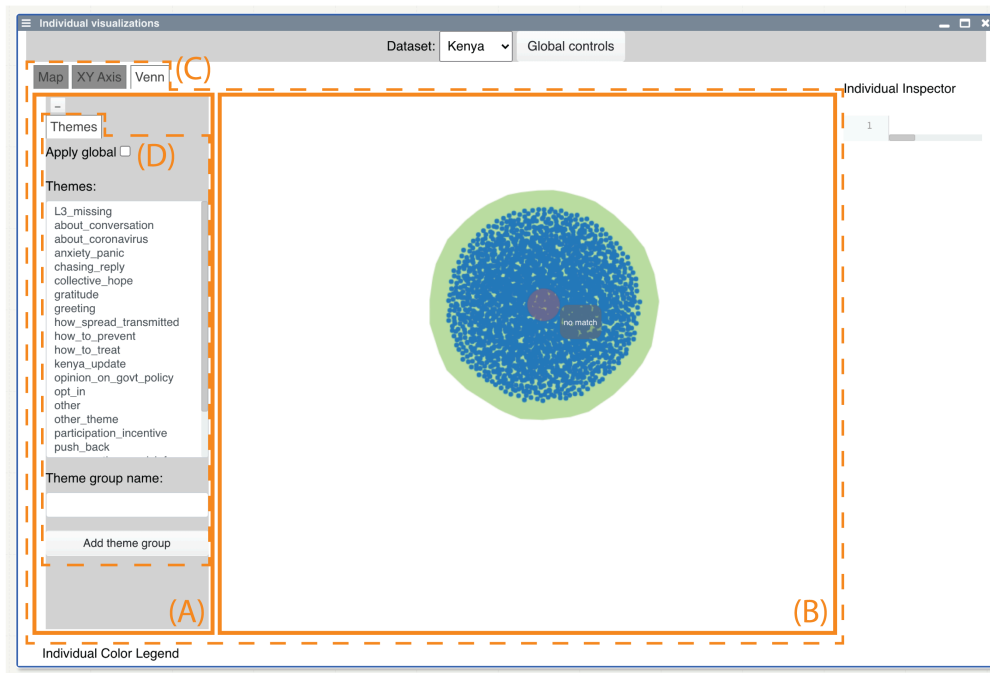 Individual visualizations
Dataset: Kenya Global controls
Map XY Axis Venn (C)
Individual Inspector
−
Themes
1
Apply global (D)
Themes:
L3_missing
about_conversation
about_coronavirus
anxiety_panic
chasing_reply
collective_hope
gratitude
greeting
how_spread_transmitted
how_to_prevent
how_to_treat
kenya_update
opinion_on_govt_policy
opt_in
other
other_theme
participation_incentive
push_back
no match
Theme group name:
Add theme group
(A) (B)
Individual Color Legend